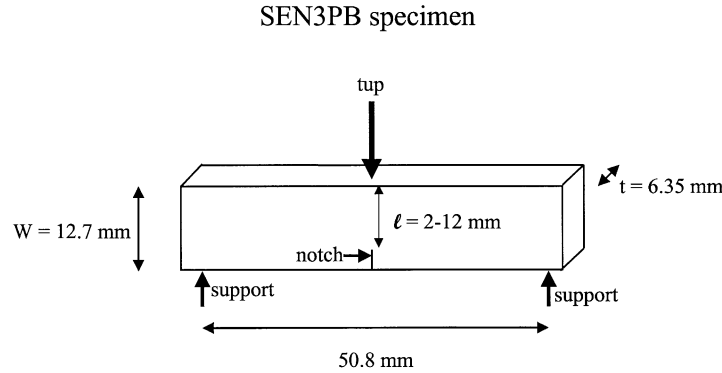 SEN3PB specimen
tup
t = 6.35 mm
ℓ = 2-12 mm
W = 12.7 mm
notch
support
support
50.8 mm